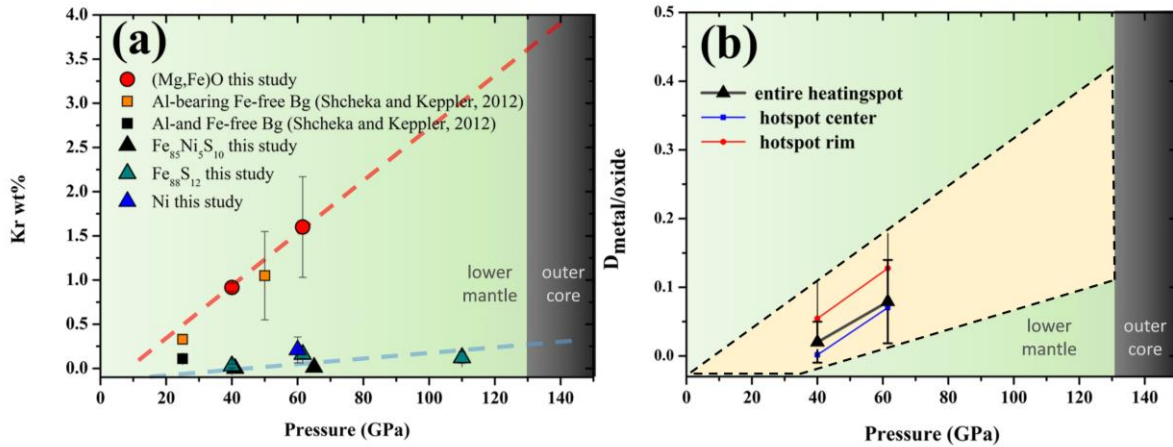 (a)
4.0
3.5
3.0
2.5
2.0
1.5
1.0
0.5
0.0
Kr wt%
(Mg,Fe)O this study
Al-bearing Fe-free Bg (Shcheka and Keppler, 2012)
Al-and Fe-free Bg (Shcheka and Keppler, 2012)
Fe₈₅Ni₅S₁₀ this study
Fe₈₈S₁₂ this study
Ni this study
lower
mantle
outer
core
0 20 40 60 80 100 120 140
Pressure (GPa)
(b)
0.5
0.4
0.3
0.2
0.1
0.0
D_metal/oxide
entire heatingspot
hotspot center
hotspot rim
lower
mantle
outer
core
0 20 40 60 80 100 120 140
Pressure (GPa)